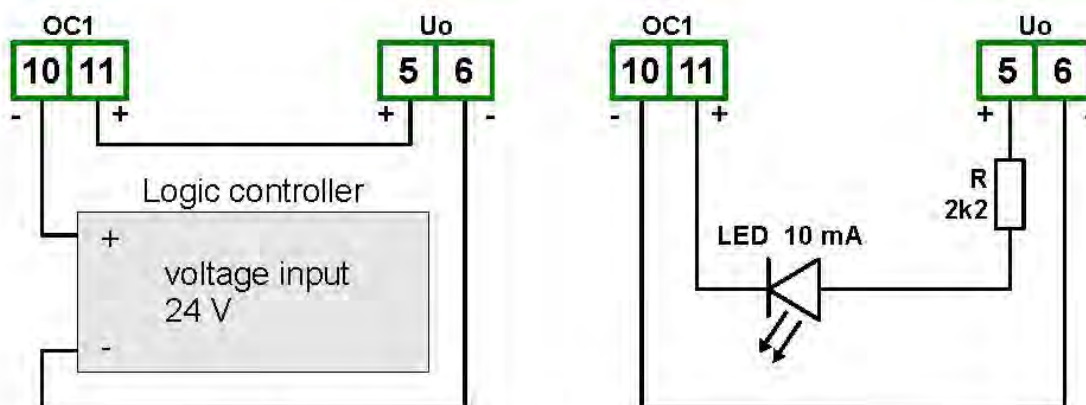 OC1
Uo
10 11
5 6
- +
+ -
Logic controller
+
voltage input
24 V
-
OC1
Uo
10 11
5 6
- +
+ -
R
2k2
LED 10 mA